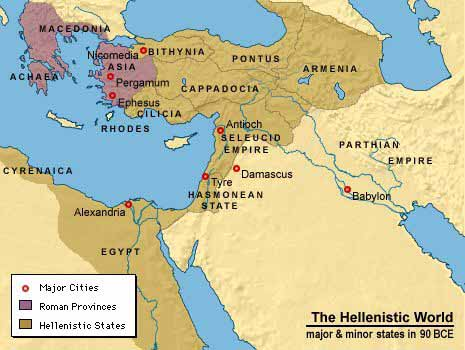 MACEDONIA
Nicomedia
BITHYNIA
PONTUS
ASIA
ARMENIA
ACHAEA
Pergamum
CAPPADOCIA
Ephesus
CILICIA
RHODES
Antioch
SELEUCID
EMPIRE
PARTHIAN
EMPIRE
CYRENAICA
Tyre
Damascus
HASMONEAN
STATE
Babylon
Alexandria
EGYPT
Major Cities
Roman Provinces
Hellenistic States
The Hellenistic World
major & minor states in 90 BCE